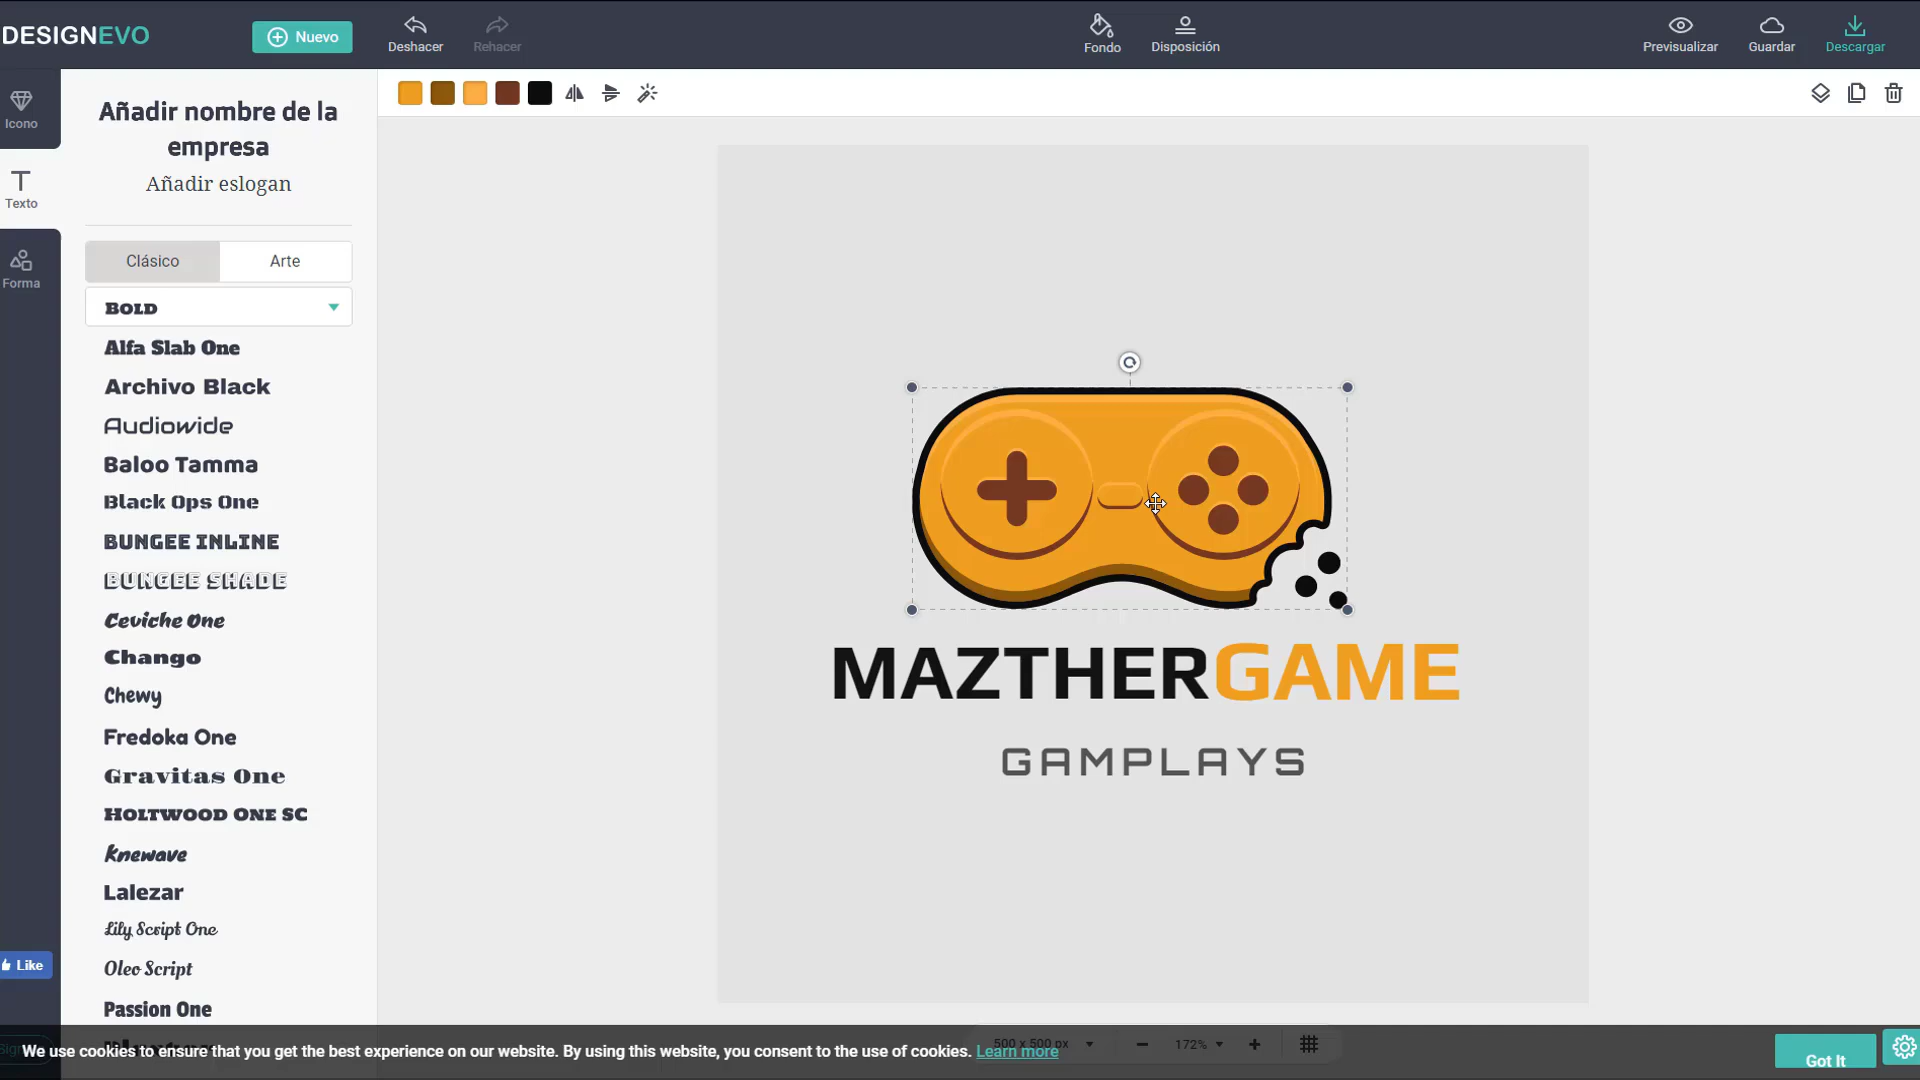 DESIGNEVO
Nuevo
Deshacer
Rehacer
Fondo
Disposición
Previsualizar
Guardar
Descargar
Icono
Texto
Forma
Añadir nombre de la
empresa
Añadir eslogan
Clásico
Arte
BOLD
Alfa Slab One
Archivo Black
Audiowide
Baloo Tamma
Black Ops One
BUNGEE INLINE
BUNGEE SHADE
Ceviche One
Chango
Chewy
Fredoka One
Gravitas One
HOLTWOOD ONE SC
Knewave
Lalezar
Lily Script One
Oleo Script
Passion One
Like
MAZTHERGAME
GAMPLAYS
500 x 500 px
172%
We use cookies to ensure that you get the best experience on our website. By using this website, you consent to the use of cookies. Learn more
Got It